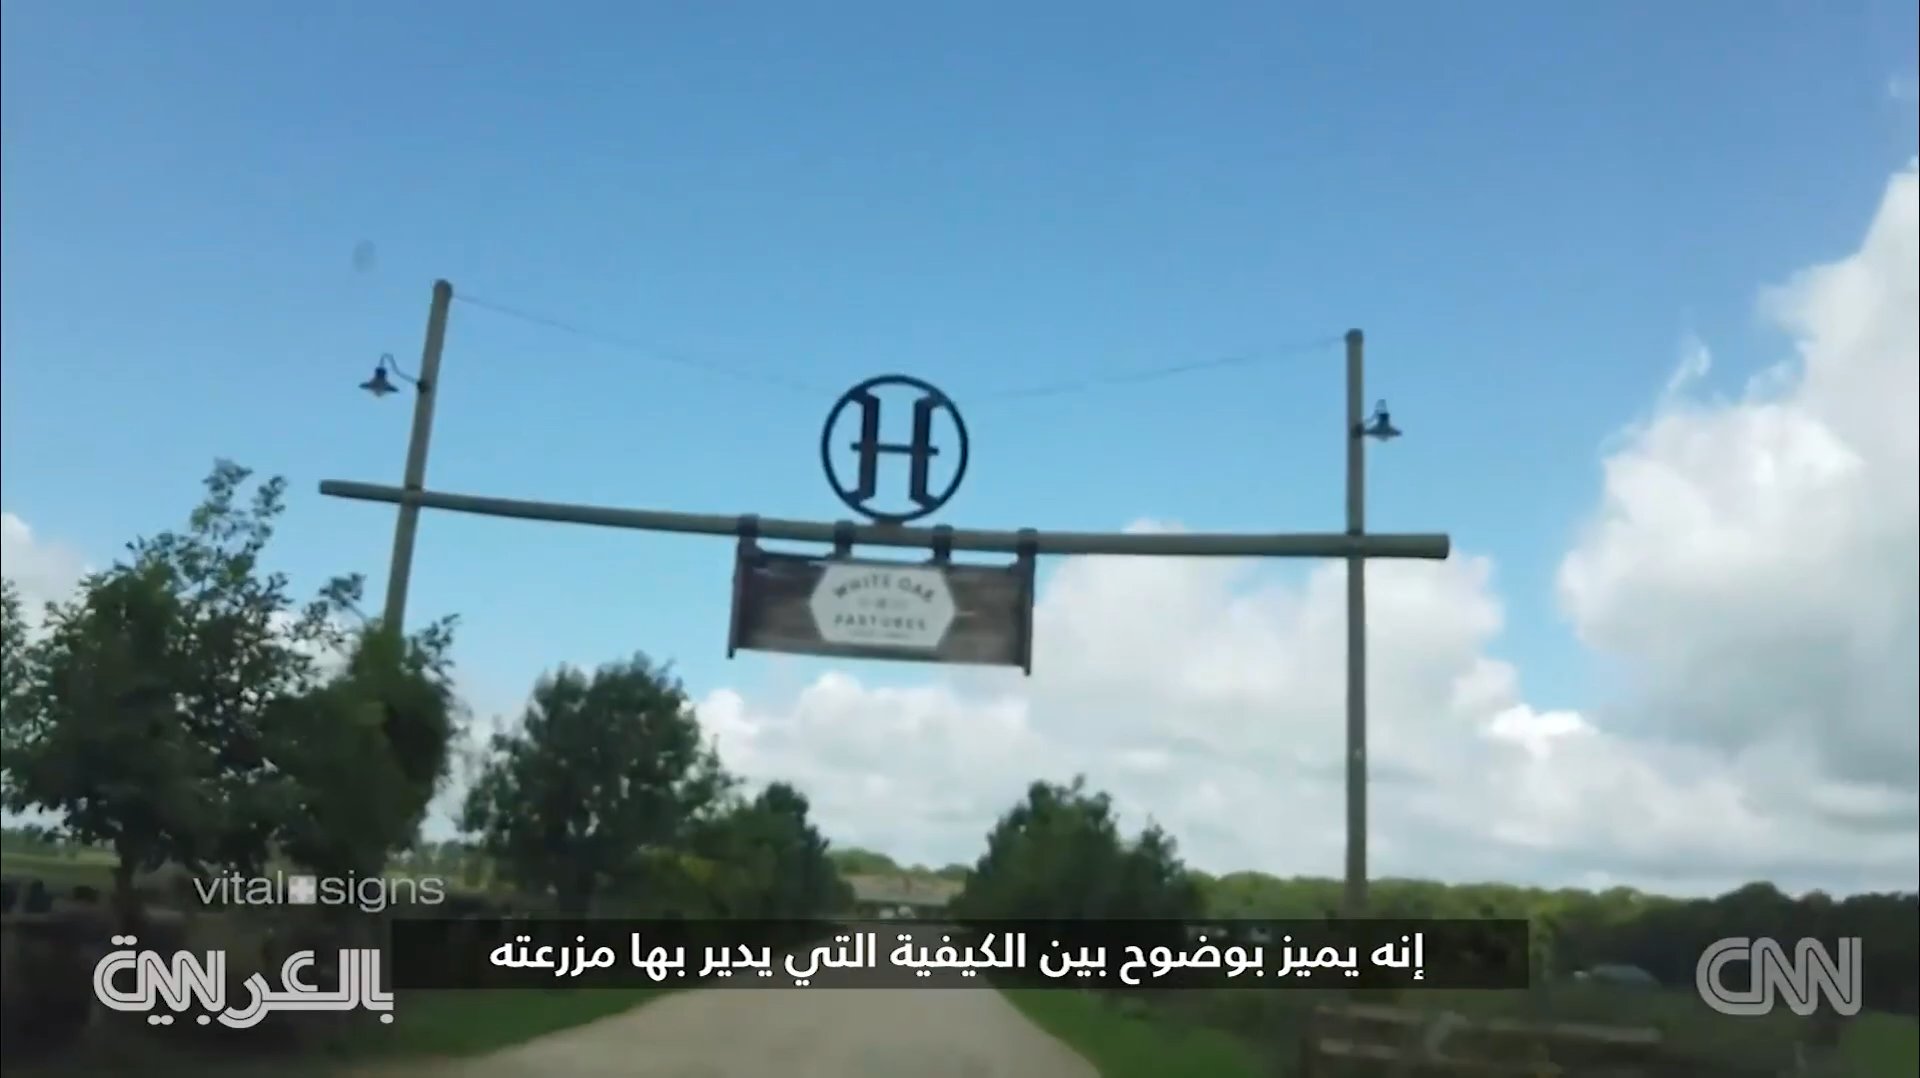 H
WHITE OAK
PASTURES
vital signs
إنه يميز بوضوح بين الكيفية التي يدير بها مزرعته
CNN بالعربية
CNN